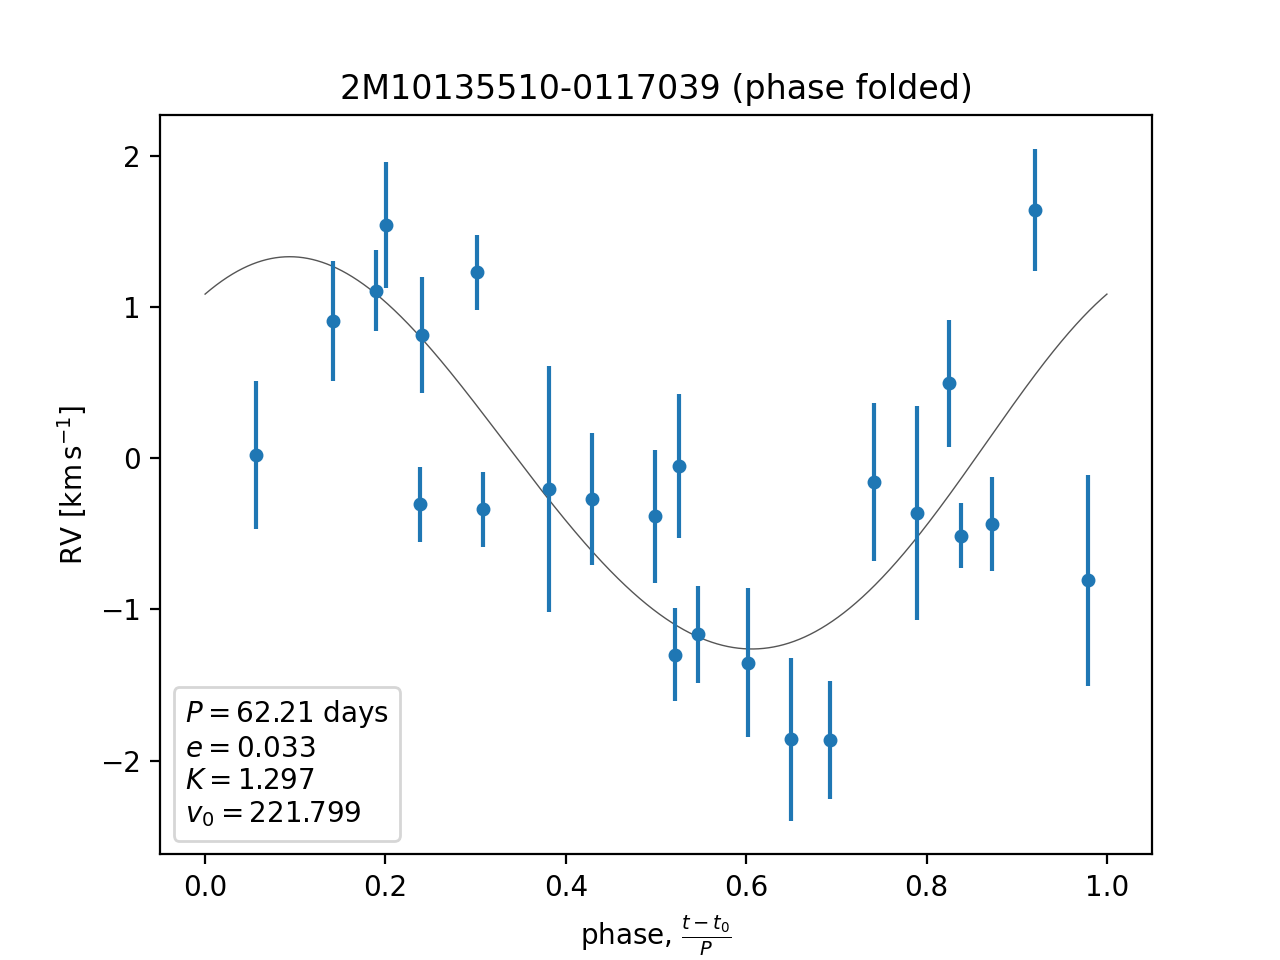 2M10135510-0117039 (phase folded)
RV [km s⁻¹]
2
1
0
−1
−2
P = 62.21 days
e = 0.033
K = 1.297
v₀ = 221.799
0.0 0.2 0.4 0.6 0.8 1.0
phase, (t − t₀)/P